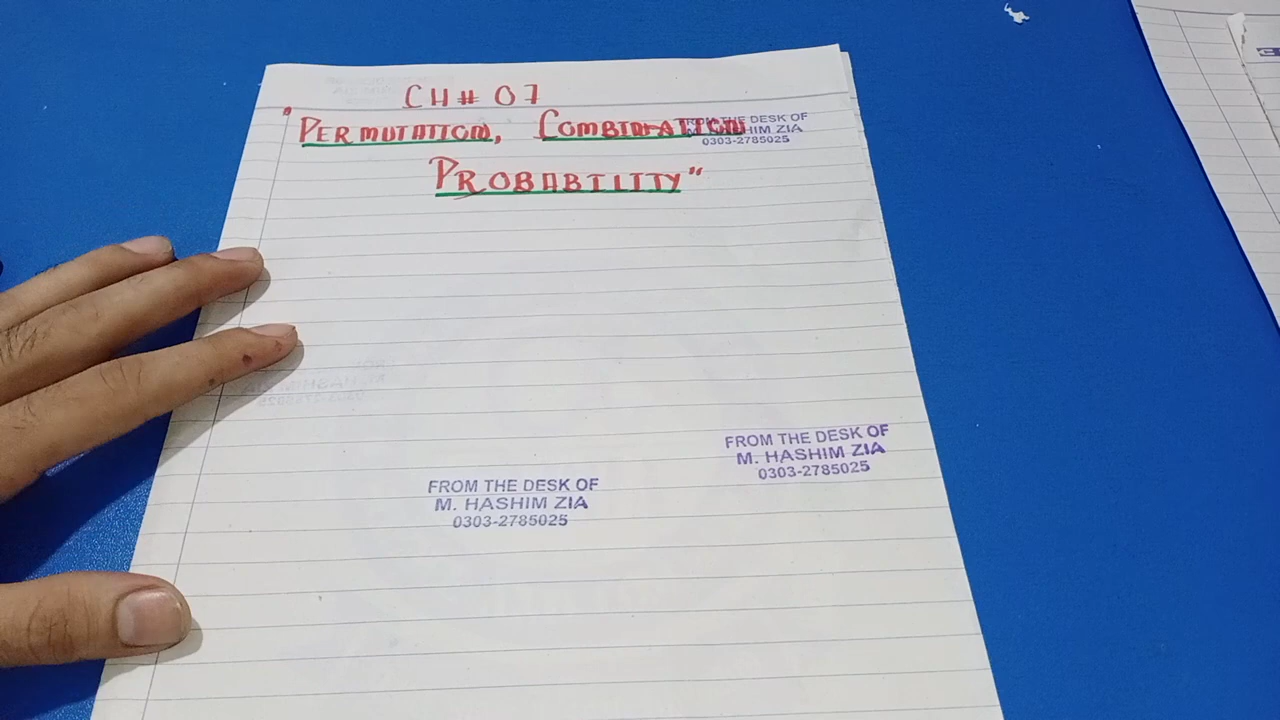 CH # 07
"PERMUTATION, COMBINATION
PROBABILITY"
FROM THE DESK OF
M. HASHIM ZIA
0303-2785025
FROM THE DESK OF
M. HASHIM ZIA
0303-2785025
FROM THE DESK OF
M. HASHIM ZIA
0303-2785025